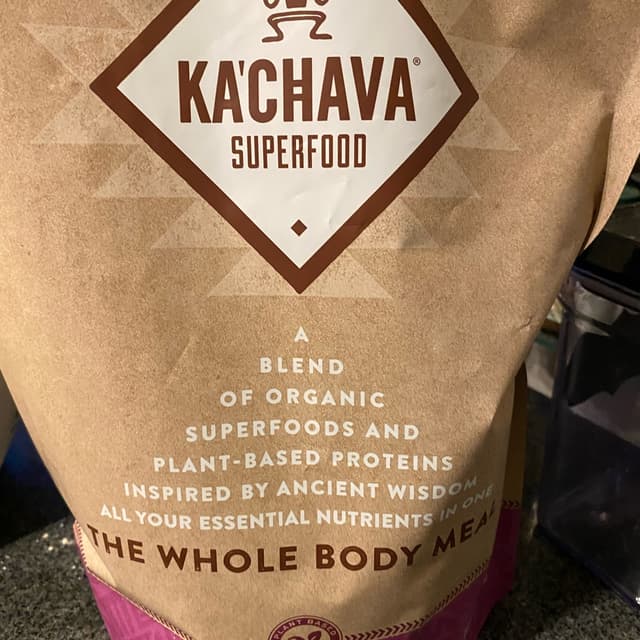 KA'CHAVA®
SUPERFOOD
A
BLEND
OF ORGANIC
SUPERFOODS AND
PLANT-BASED PROTEINS
INSPIRED BY ANCIENT WISDOM
ALL YOUR ESSENTIAL NUTRIENTS IN ONE
THE WHOLE BODY MEAL
PLANT BASED